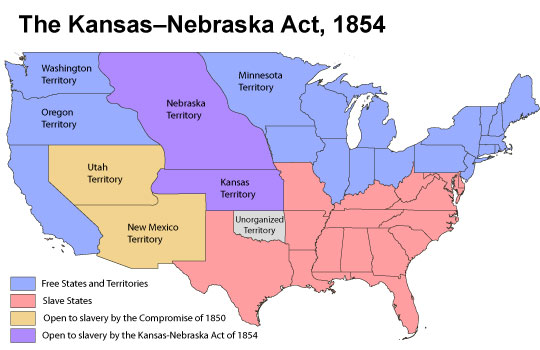 The Kansas–Nebraska Act, 1854
Washington
Territory
Minnesota
Territory
Nebraska
Territory
Oregon
Territory
Utah
Territory
Kansas
Territory
Unorganized
Territory
New Mexico
Territory
Free States and Territories
Slave States
Open to slavery by the Compromise of 1850
Open to slavery by the Kansas-Nebraska Act of 1854